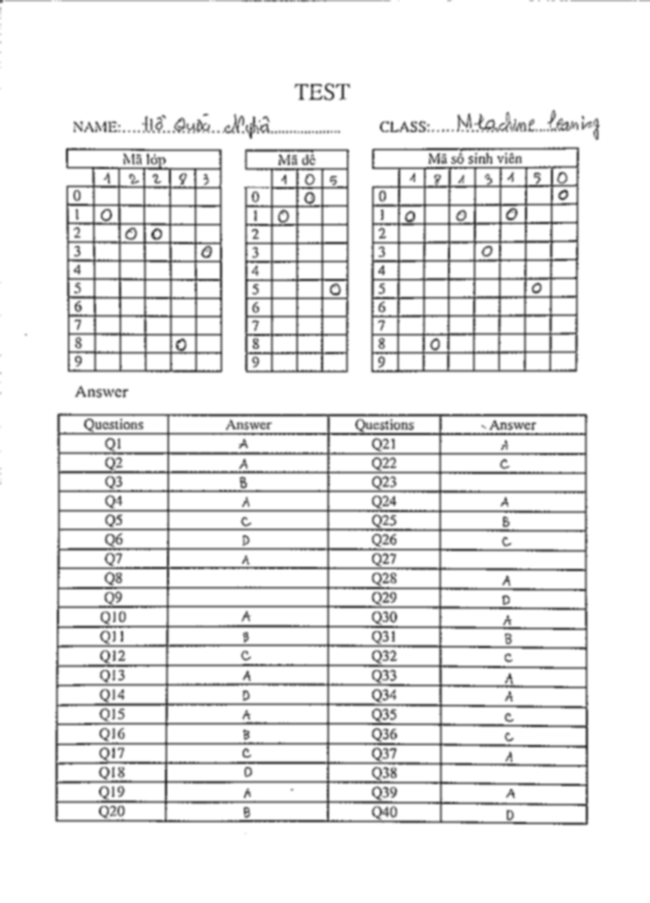 TEST
NAME:.... Hồ Quốc Nghĩa.................. CLASS:..... Mlachine leaning
Mã lớp Mã đề Mã số sinh viên
1 2 2 8 3 1 0 5 1 8 1 3 1 5 0
0 0 O 0 O
1 O 1 O 1 O O O
2 O O 2 2
3 O 3 3 O
4 4 4
5 5 O 5 O
6 6 6
7 7 7
8 O 8 8 O
9 9 9
Answer
Questions Answer Questions Answer
Q1 A Q21 A
Q2 A Q22 C
Q3 B Q23
Q4 A Q24 A
Q5 C Q25 B
Q6 D Q26 C
Q7 A Q27
Q8 Q28 A
Q9 Q29 D
Q10 A Q30 A
Q11 B Q31 B
Q12 C Q32 C
Q13 A Q33 A
Q14 D Q34 A
Q15 A Q35 C
Q16 B Q36 C
Q17 C Q37 A
Q18 D Q38
Q19 A Q39 A
Q20 B Q40 D